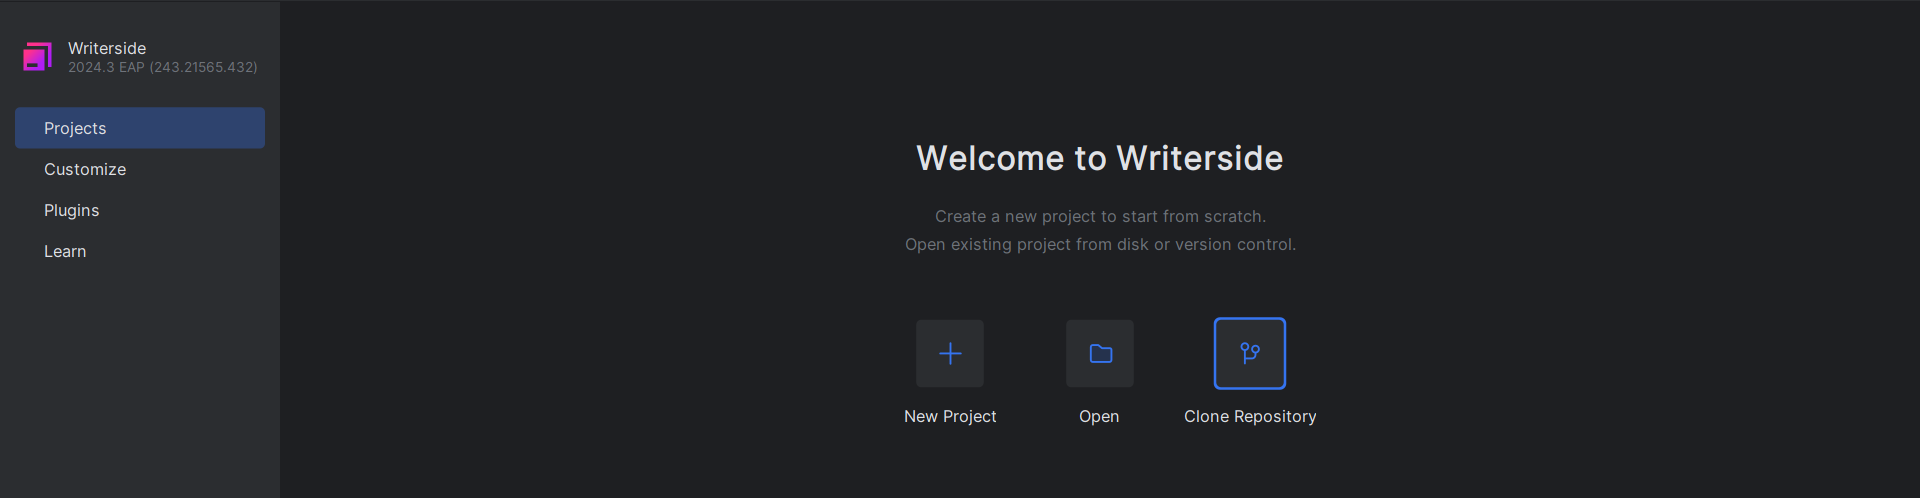 Writerside
2024.3 EAP (243.21565.432)
Projects
Customize
Plugins
Learn
Welcome to Writerside
Create a new project to start from scratch.
Open existing project from disk or version control.
New Project
Open
Clone Repository